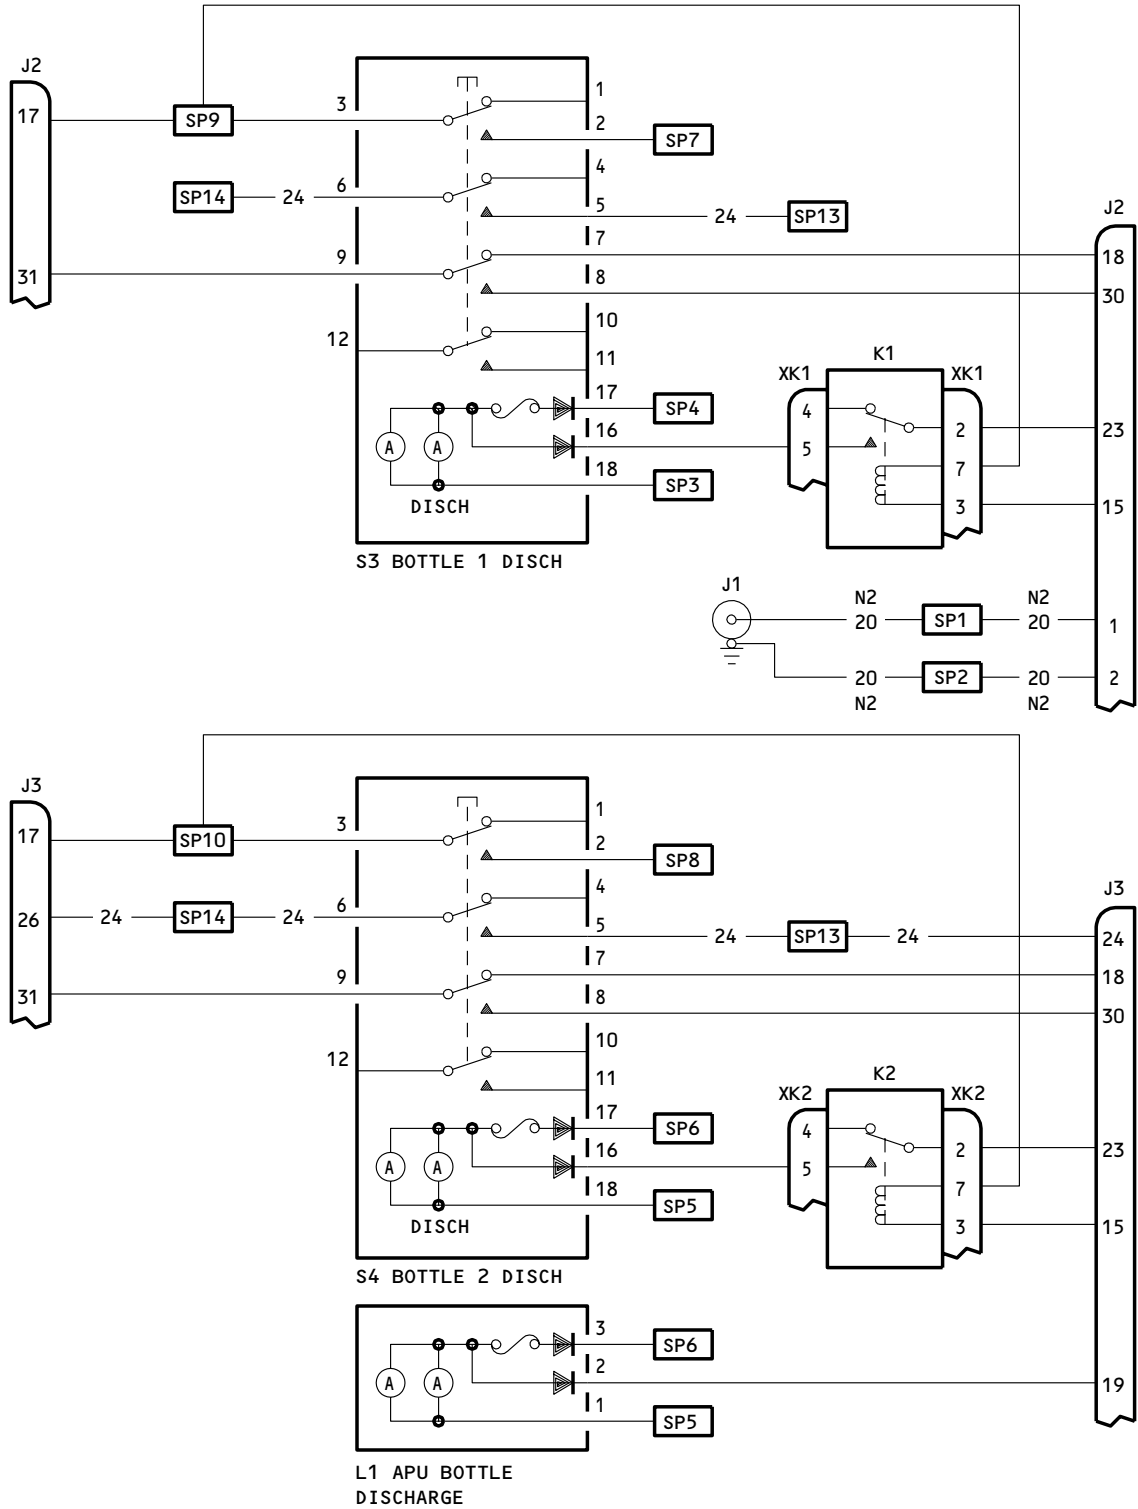 J2
17
SP9
3
1
2
SP7
SP14
24
6
4
5
24
SP13
J2
31
9
7
18
8
30
12
10
11
K1
XK1
XK1
17
SP4
4
16
5
2
23
18
SP3
7
3
15
DISCH
S3 BOTTLE 1 DISCH
J1
N2
N2
20
SP1
20
1
20
SP2
20
2
N2
N2
J3
17
SP10
3
1
2
SP8
26
24
SP14
24
6
4
J3
5
24
SP13
24
24
31
9
7
18
8
30
12
10
11
K2
XK2
XK2
17
SP6
4
16
5
2
23
18
SP5
7
3
15
DISCH
S4 BOTTLE 2 DISCH
3
SP6
2
19
1
SP5
A
A
A
A
A
A
L1 APU BOTTLE
DISCHARGE